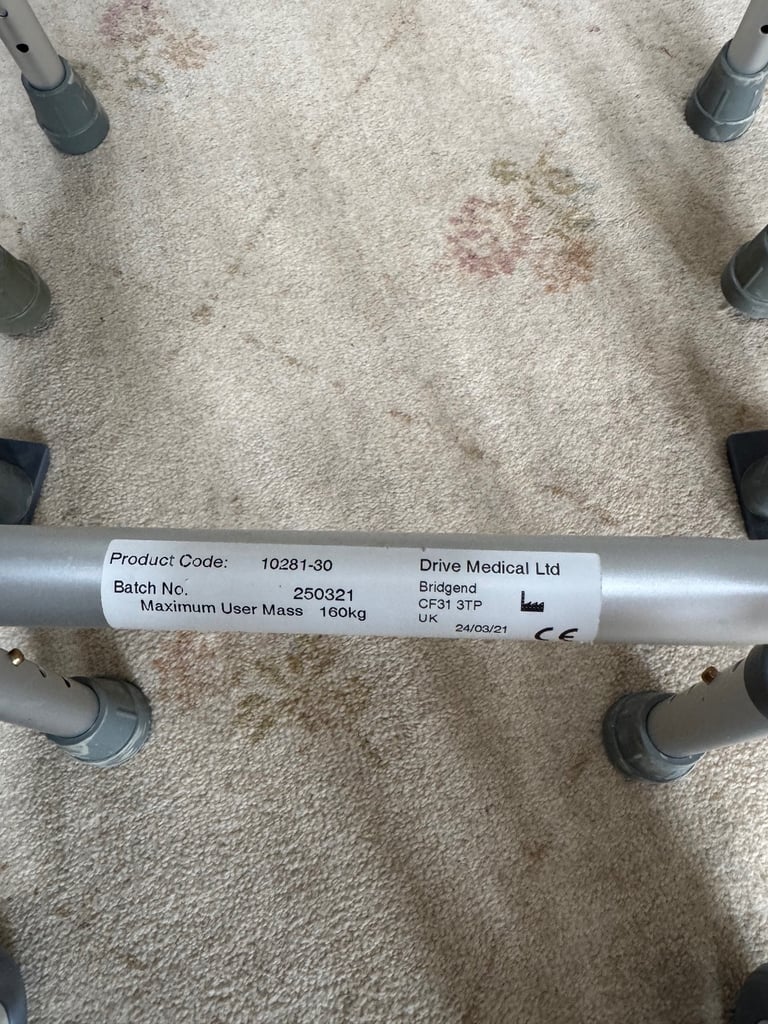 Product Code: 10281-30
Batch No. 250321
Maximum User Mass 160kg
Drive Medical Ltd
Bridgend
CF31 3TP
UK
24/03/21
CE